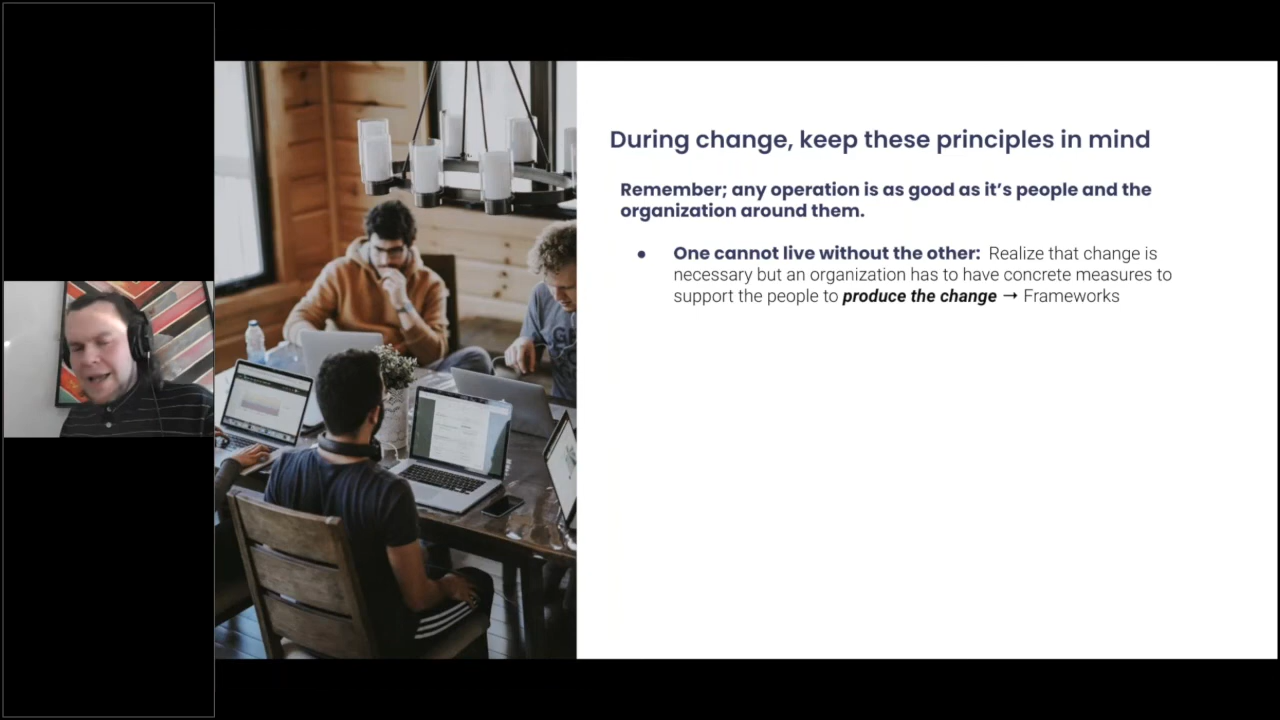 During change, keep these principles in mind
Remember; any operation is as good as it's people and the
organization around them.
● One cannot live without the other: Realize that change is
necessary but an organization has to have concrete measures to
support the people to produce the change → Frameworks